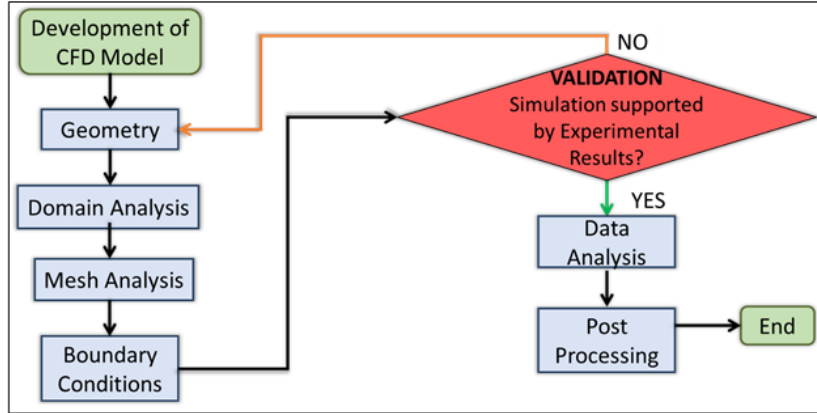 Development of
CFD Model
Geometry
Domain Analysis
Mesh Analysis
Boundary
Conditions
NO
VALIDATION
Simulation supported
by Experimental
Results?
YES
Data
Analysis
Post
Processing
End